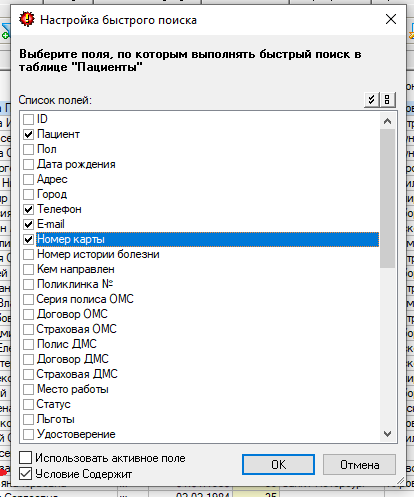 Настройка быстрого поиска
Выберите поля, по которым выполнять быстрый поиск в
таблице "Пациенты"
Список полей:
ID
Пациент
Пол
Дата рождения
Адрес
Город
Телефон
E-mail
Номер карты
Номер истории болезни
Кем направлен
Поликлиника №
Серия полиса ОМС
Договор ОМС
Страховая ОМС
Полис ДМС
Договор ДМС
Страховая ДМС
Место работы
Статус
Льготы
Удостоверение
Использовать активное поле
Условие Содержит
OK
Отмена